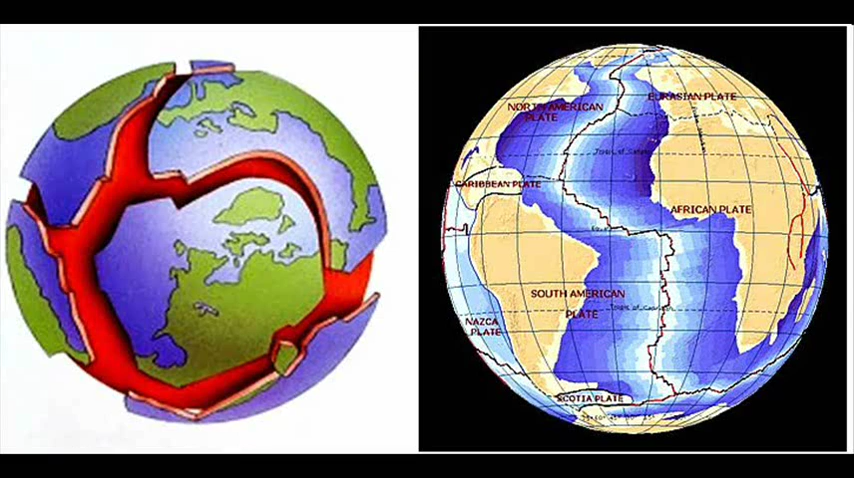 NORTH AMERICAN
PLATE
EURASIAN PLATE
CARIBBEAN PLATE
AFRICAN PLATE
SOUTH AMERICAN
PLATE
NAZCA
PLATE
SCOTIA PLATE